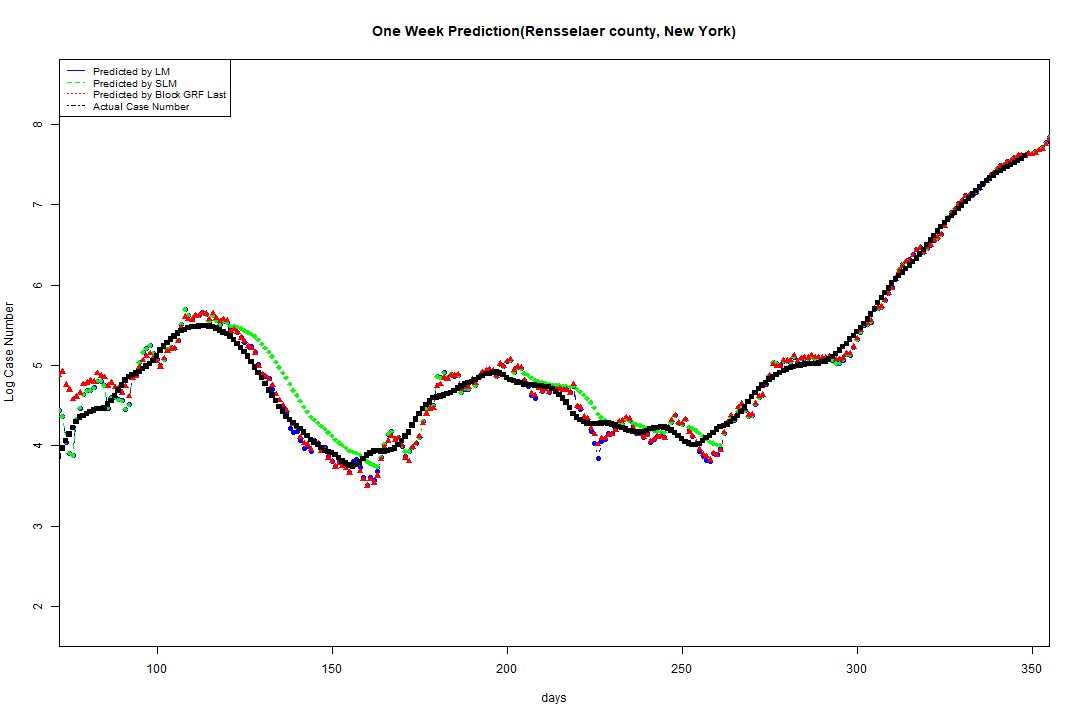 One Week Prediction(Rensselaer county, New York)
Predicted by LM
Predicted by SLM
Predicted by Block GRF Last
Actual Case Number
8
7
6
5
4
3
2
Log Case Number
100 150 200 250 300 350
days